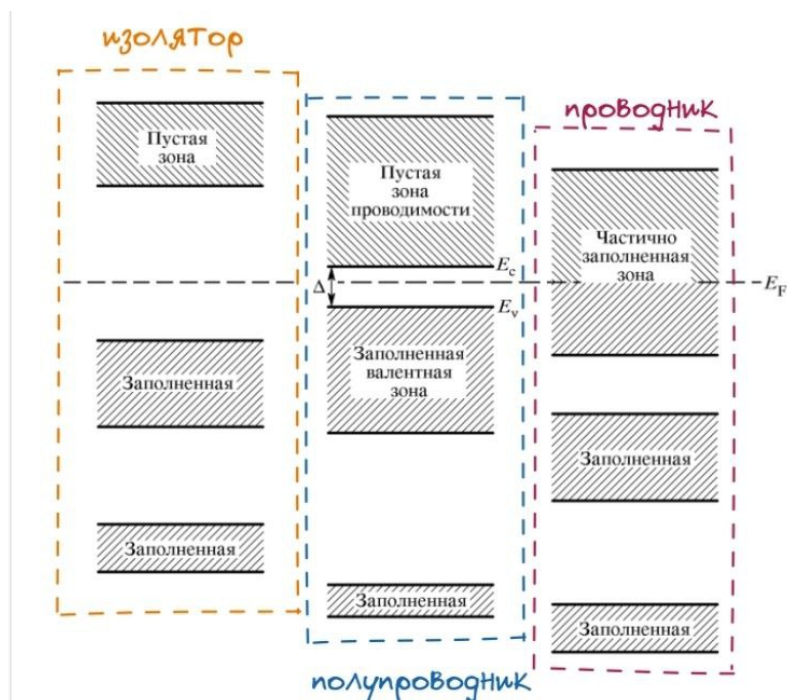 изолятор
Пустая
зона
Заполненная
Заполненная
Пустая
зона
проводимости
E_c
Δ
E_v
Заполненная
валентная
зона
Заполненная
полупроводник
проводник
Частично
заполненная
зона
E_F
Заполненная
Заполненная